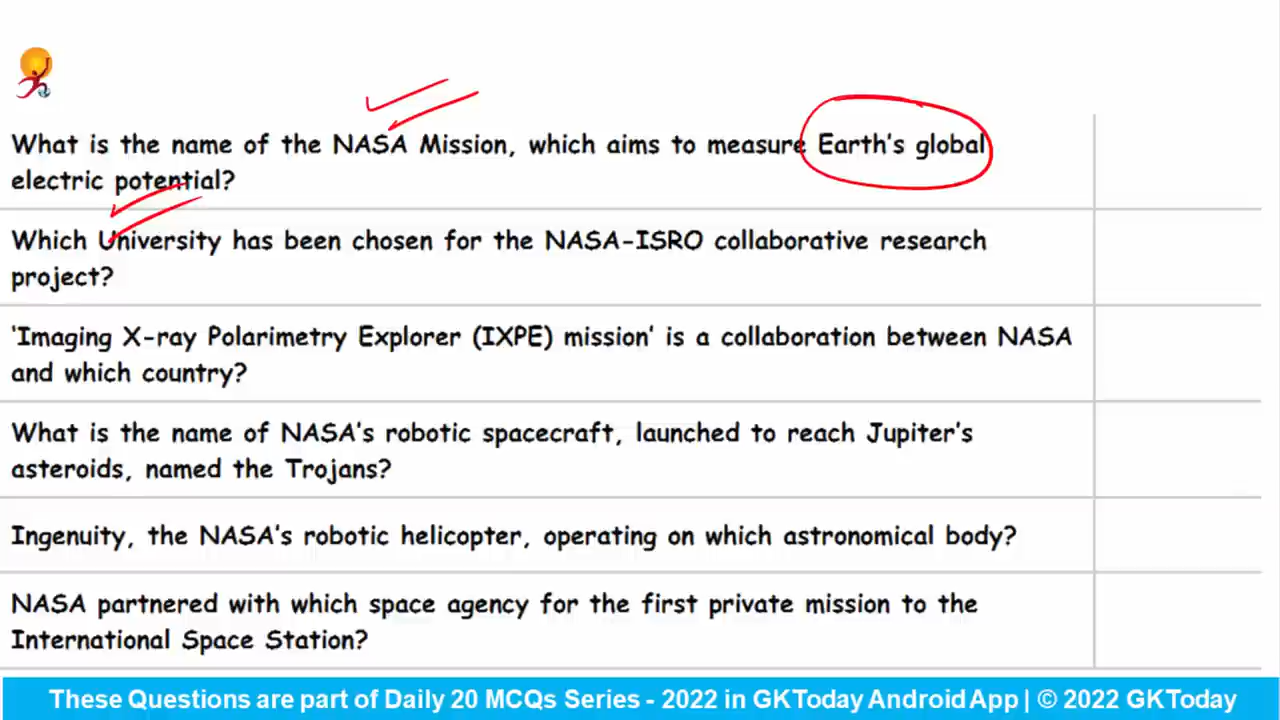 What is the name of the NASA Mission, which aims to measure Earth's global
electric potential?
Which University has been chosen for the NASA-ISRO collaborative research
project?
'Imaging X-ray Polarimetry Explorer (IXPE) mission' is a collaboration between NASA
and which country?
What is the name of NASA's robotic spacecraft, launched to reach Jupiter's
asteroids, named the Trojans?
Ingenuity, the NASA's robotic helicopter, operating on which astronomical body?
NASA partnered with which space agency for the first private mission to the
International Space Station?
These Questions are part of Daily 20 MCQs Series - 2022 in GKToday Android App | © 2022 GKToday